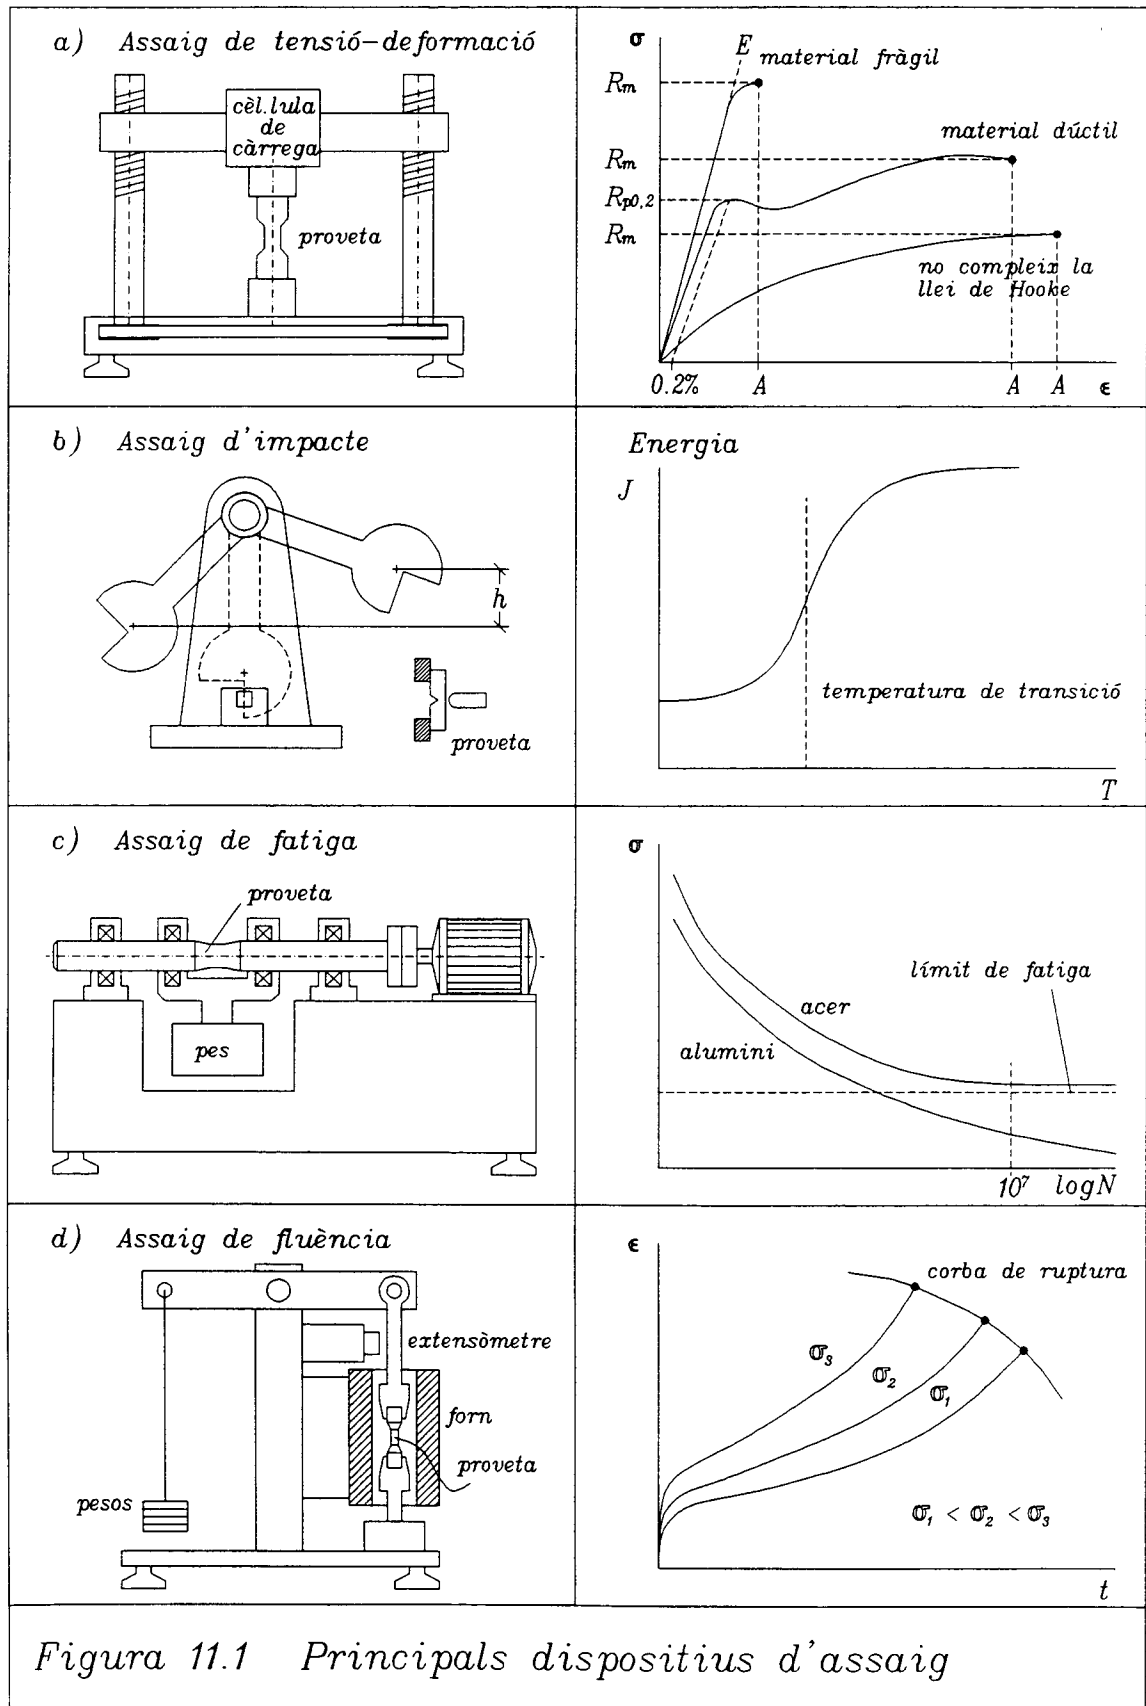 a) Assaig de tensió-deformació
cèl.lula
de
càrrega
proveta
σ
E
material fràgil
Rm
material dúctil
Rm
Rp0,2
Rm
no compleix la
llei de Hooke
0.2%
A
A
A
ϵ
b) Assaig d'impacte
h
proveta
Energia
J
temperatura de transició
T
c) Assaig de fatiga
proveta
pes
σ
límit de fatiga
acer
alumini
10⁷
logN
d) Assaig de fluència
extensòmetre
forn
proveta
pesos
ϵ
corba de ruptura
σ₃
σ₂
σ₁
σ₁ < σ₂ < σ₃
t
Figura 11.1 Principals dispositius d'assaig